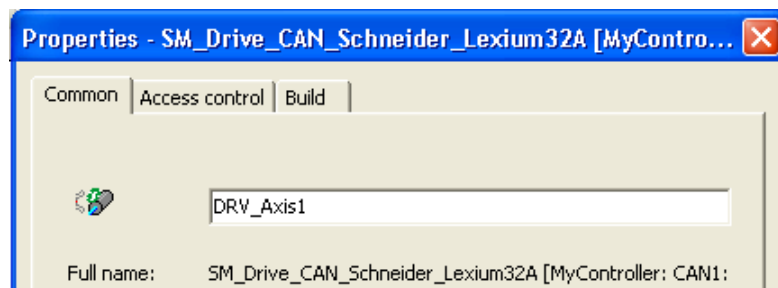 Properties - SM_Drive_CAN_Schneider_Lexium32A [MyContro...
Common Access control Build
DRV_Axis1
Full name: SM_Drive_CAN_Schneider_Lexium32A [MyController: CAN1: